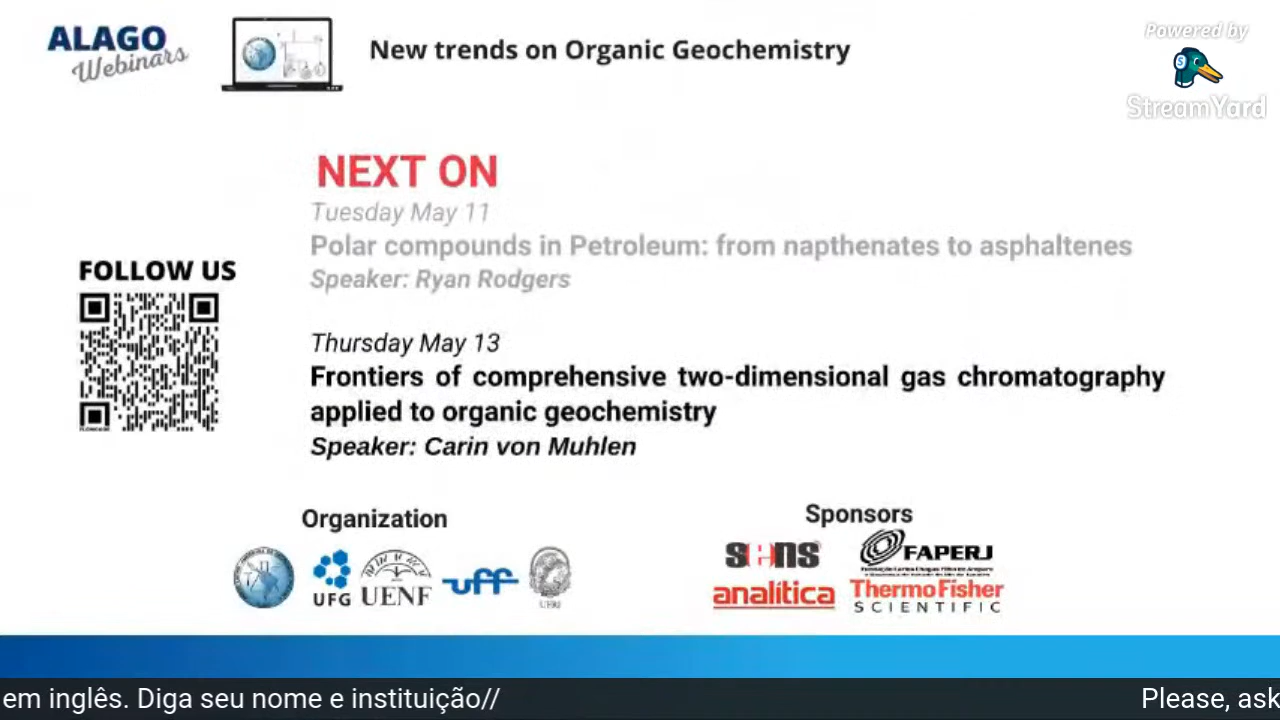 ALAGO
Webinars
New trends on Organic Geochemistry
Powered by
StreamYard
NEXT ON
Tuesday May 11
Polar compounds in Petroleum: from napthenates to asphaltenes
Speaker: Ryan Rodgers
FOLLOW US
Thursday May 13
Frontiers of comprehensive two-dimensional gas chromatography
applied to organic geochemistry
Speaker: Carin von Muhlen
Organization
UFG
UENF
uff
UFRJ
Sponsors
sens
FAPERJ
analítica
ThermoFisher
SCIENTIFIC
em inglês. Diga seu nome e instituição//
Please, ask